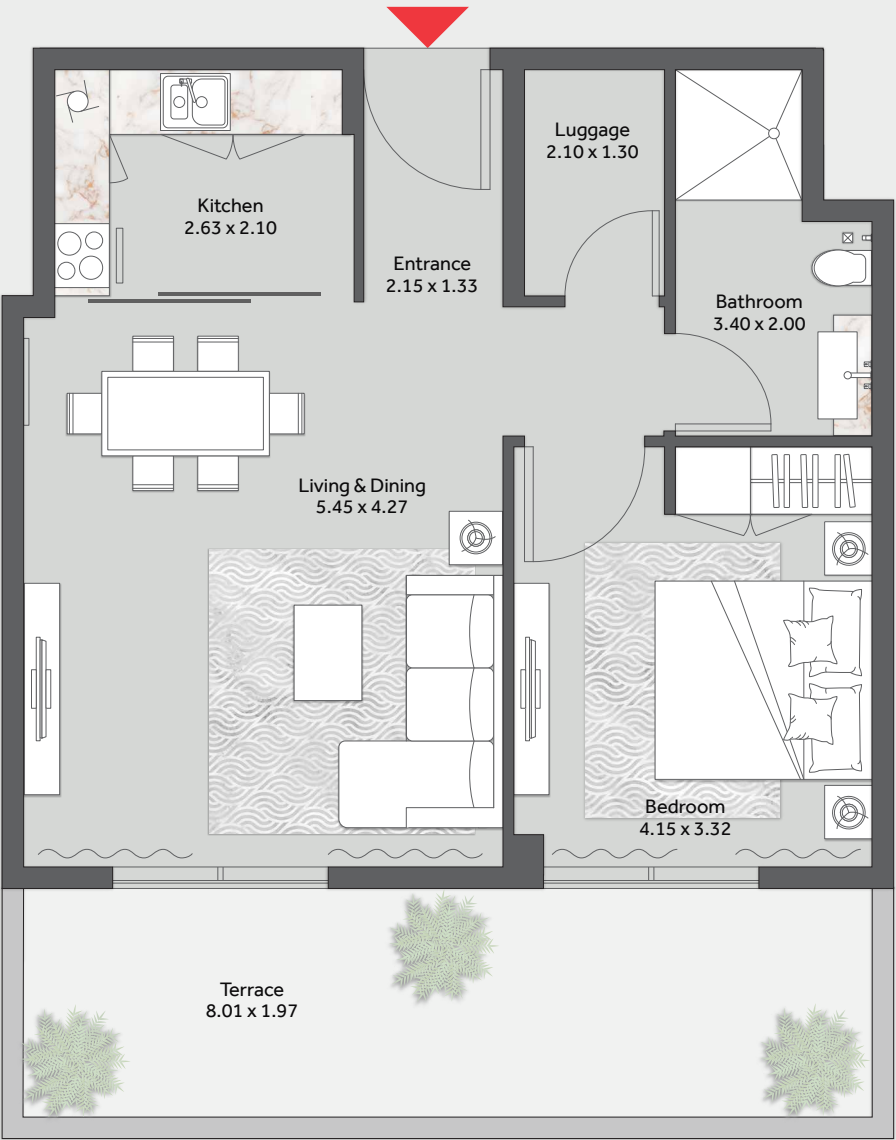 Luggage
2.10 x 1.30
Kitchen
2.63 x 2.10
Entrance
2.15 x 1.33
Bathroom
3.40 x 2.00
Living & Dining
5.45 x 4.27
Bedroom
4.15 x 3.32
Terrace
8.01 x 1.97